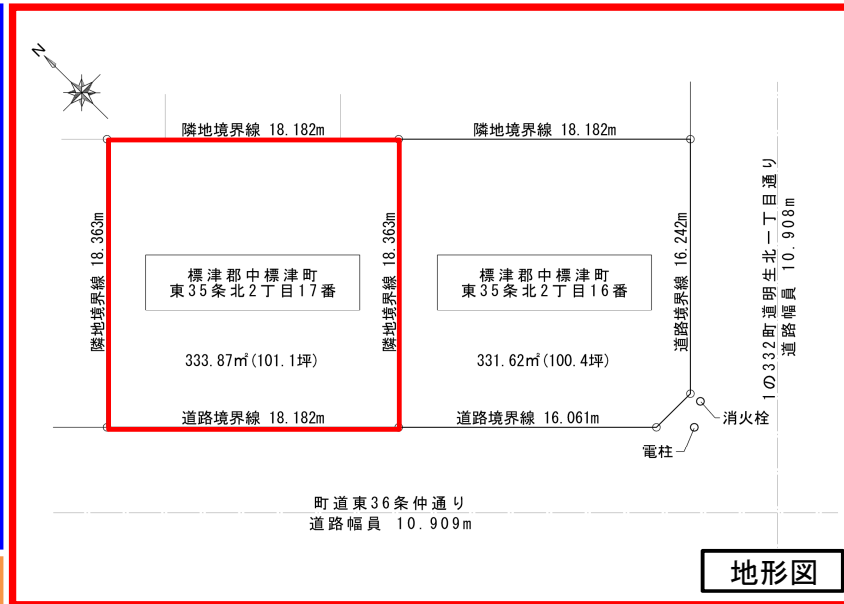 N
隣地境界線 18.182m
隣地境界線 18.182m
隣地境界線 18.363m
隣地境界線 18.363m
道路境界線 16.242m
1の332町道明生北一丁目通り
道路幅員 10.908m
標津郡中標津町
東35条北2丁目17番
標津郡中標津町
東35条北2丁目16番
333.87㎡(101.1坪)
331.62㎡(100.4坪)
道路境界線 18.182m
道路境界線 16.061m
消火栓
電柱
町道東36条仲通り
道路幅員 10.909m
地形図